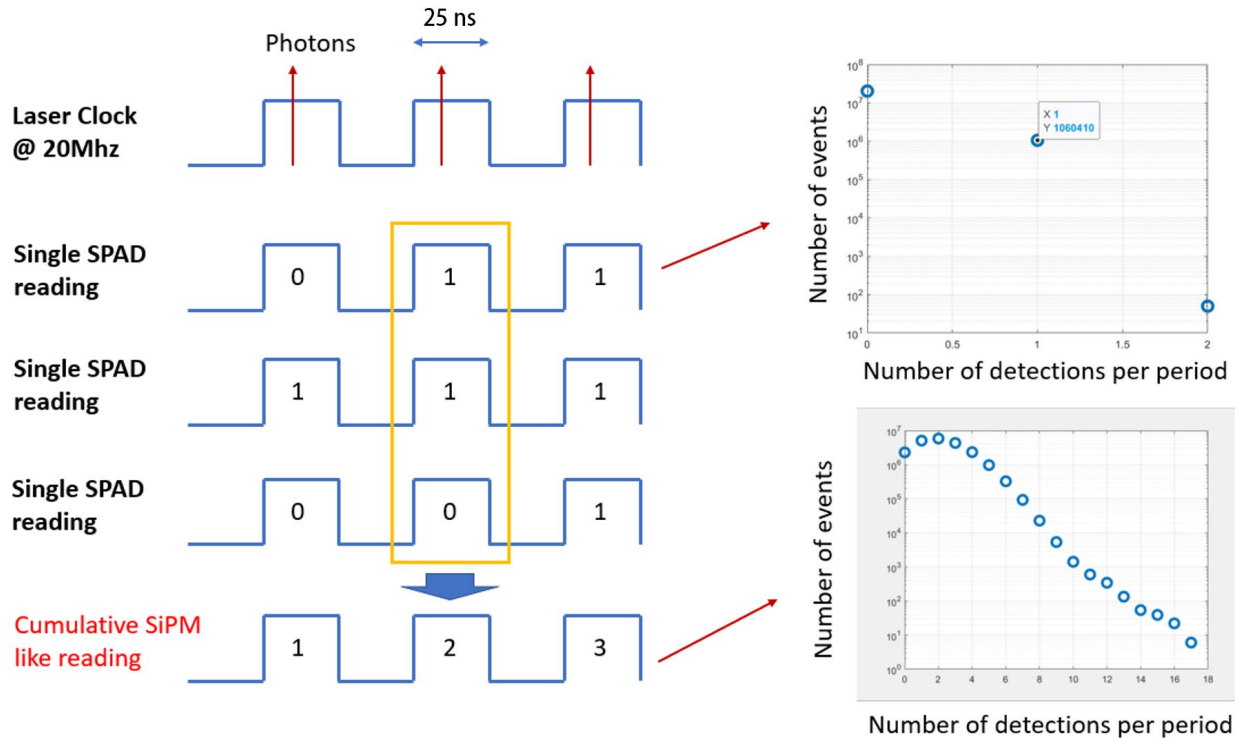 25 ns
Photons
Laser Clock
@ 20Mhz
Single SPAD
reading
0
1
1
Single SPAD
reading
1
1
1
Single SPAD
reading
0
0
1
Cumulative SiPM
like reading
1
2
3
Number of events
10^8
10^7
10^6
10^5
10^4
10^3
10^2
10^1
X 1
Y 1060410
0
0.5
1
1.5
2
Number of detections per period
Number of events
10^7
10^6
10^5
10^4
10^3
10^2
10^1
10^0
0
2
4
6
8
10
12
14
16
18
Number of detections per period